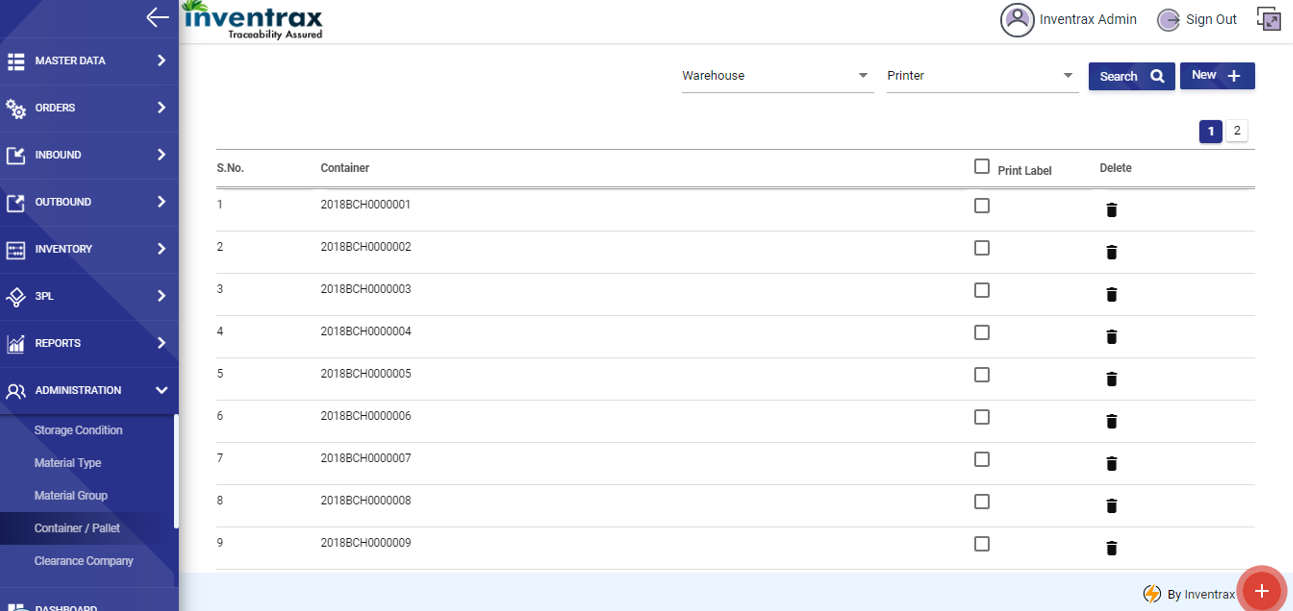 inventrax
Traceability Assured
Inventrax Admin
Sign Out
MASTER DATA
ORDERS
INBOUND
OUTBOUND
INVENTORY
3PL
REPORTS
ADMINISTRATION
Storage Condition
Material Type
Material Group
Container / Pallet
Clearance Company
DASHBOARD
Warehouse Printer Search New
1 2
S.No. Container Print Label Delete
1 2018BCH0000001
2 2018BCH0000002
3 2018BCH0000003
4 2018BCH0000004
5 2018BCH0000005
6 2018BCH0000006
7 2018BCH0000007
8 2018BCH0000008
9 2018BCH0000009
By Inventrax